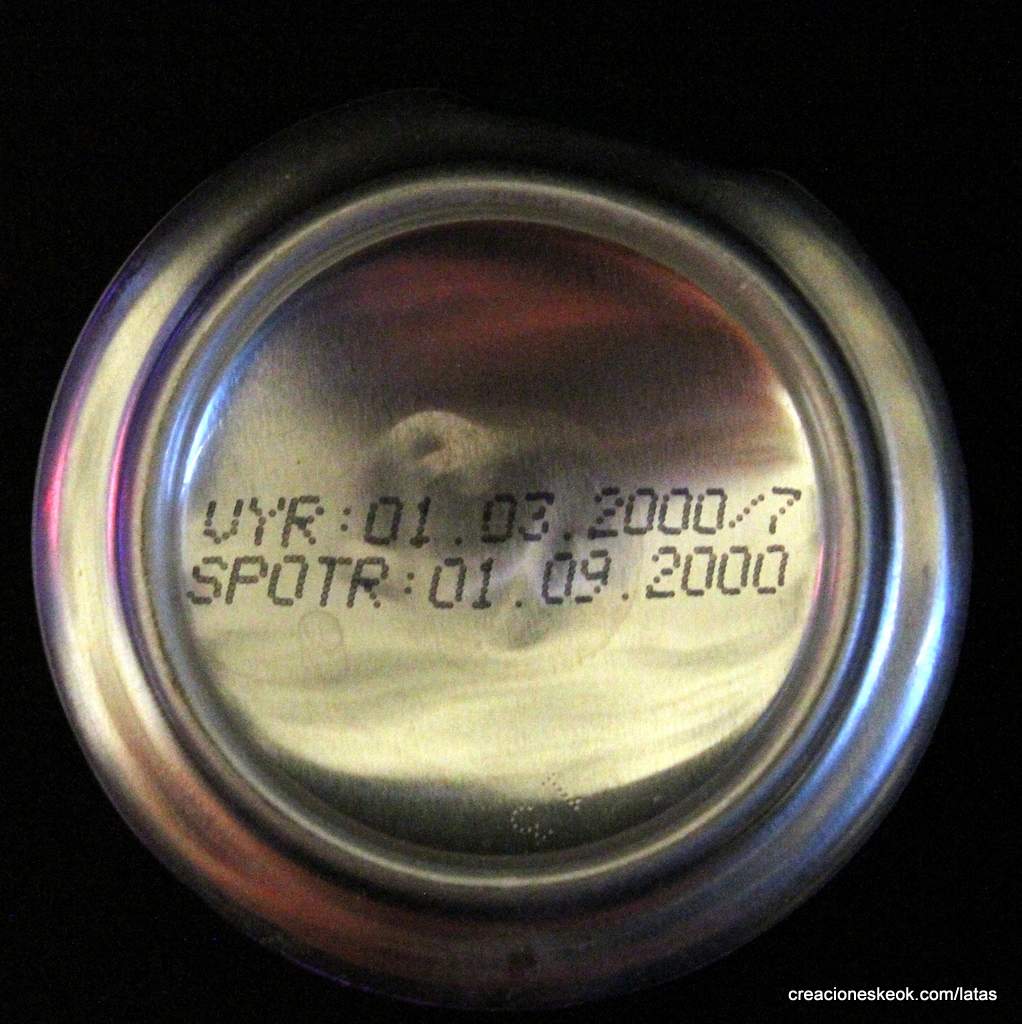 VYR:01.03.2000/7
SPOTR:01.09.2000
creacioneskeok.com/latas